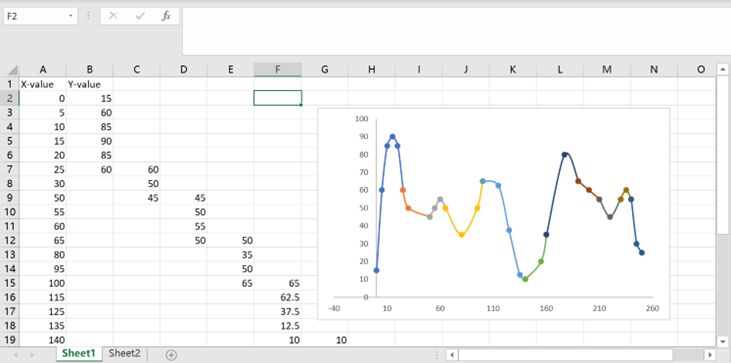 F2 fx
A B C D E F G H I J K L M N O
1 X-value Y-value
2 0 15
3 5 60
4 10 85
5 15 90
6 20 85
7 25 60 60
8 30 50
9 50 45 45
10 55 50
11 60 55
12 65 50 50
13 80 35
14 95 50
15 100 65 65
16 115 62.5
17 125 37.5
18 135 12.5
19 140 10 10
100
90
80
70
60
50
40
30
20
10
0
-40 10 60 110 160 210 260
Sheet1 Sheet2